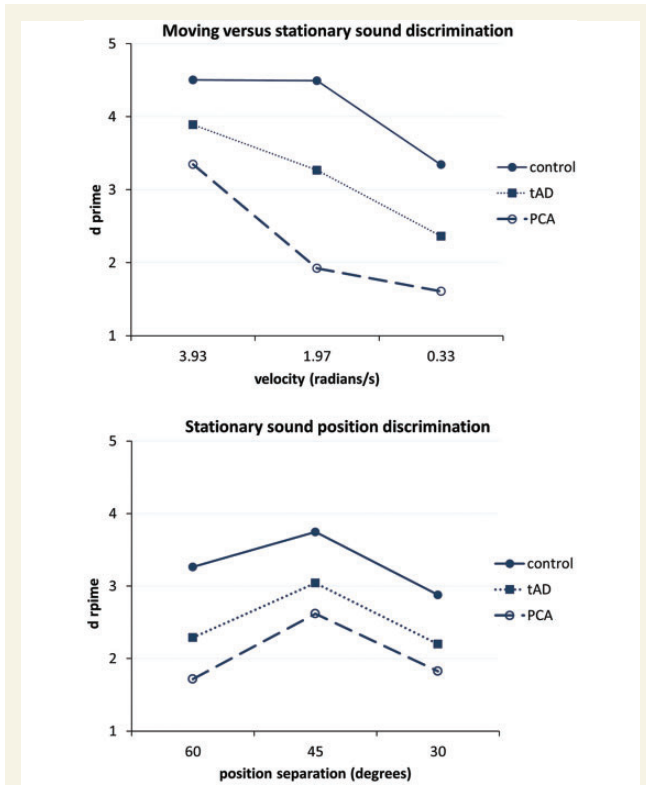 Moving versus stationary sound discrimination
5
4
3
2
1
d prime
3.93 1.97 0.33
velocity (radians/s)
control
tAD
PCA
Stationary sound position discrimination
5
4
3
2
1
d rpime
60 45 30
position separation (degrees)
control
tAD
PCA